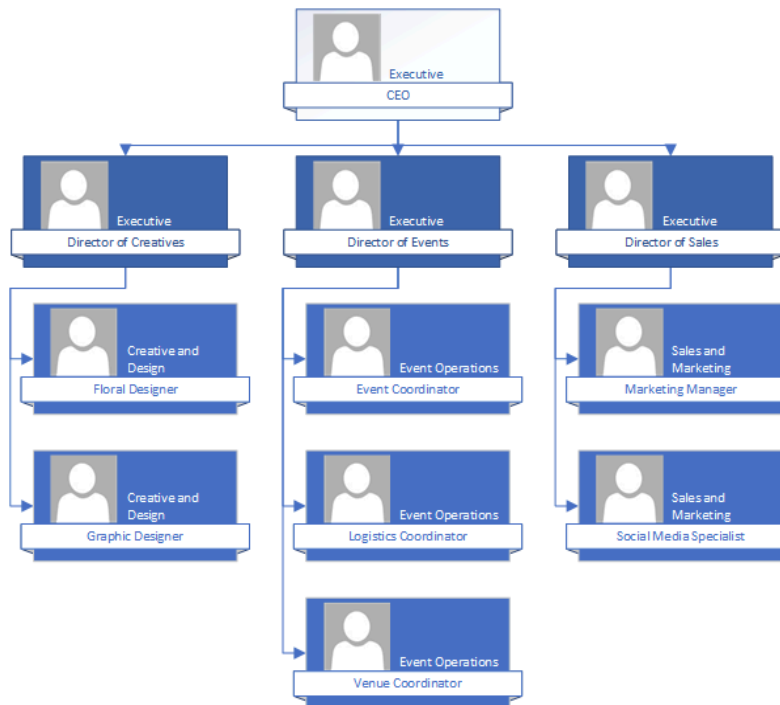 Executive
CEO
Executive
Director of Creatives
Executive
Director of Events
Executive
Director of Sales
Creative and
Design
Floral Designer
Event Operations
Event Coordinator
Sales and
Marketing
Marketing Manager
Creative and
Design
Graphic Designer
Event Operations
Logistics Coordinator
Sales and
Marketing
Social Media Specialist
Event Operations
Venue Coordinator